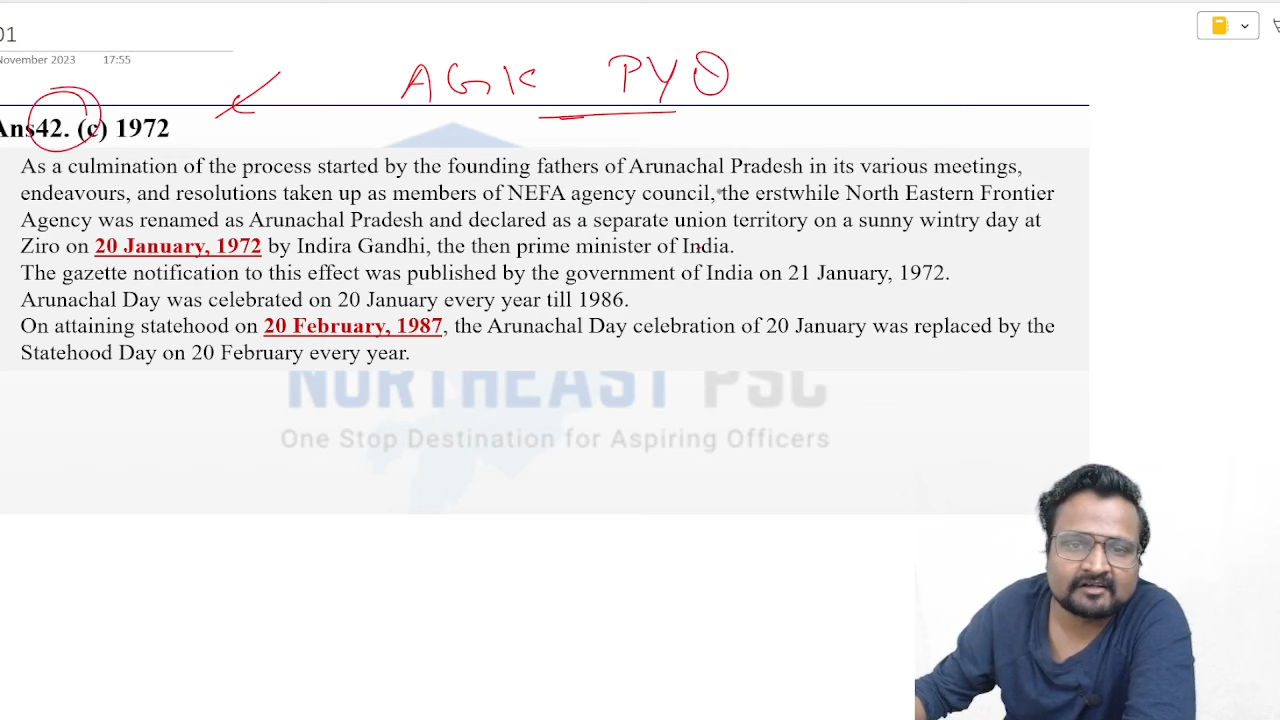 01
November 2023 17:55
AGK PYQ
Ans42. (c) 1972
As a culmination of the process started by the founding fathers of Arunachal Pradesh in its various meetings,
endeavours, and resolutions taken up as members of NEFA agency council, the erstwhile North Eastern Frontier
Agency was renamed as Arunachal Pradesh and declared as a separate union territory on a sunny wintry day at
Ziro on 20 January, 1972 by Indira Gandhi, the then prime minister of India.
The gazette notification to this effect was published by the government of India on 21 January, 1972.
Arunachal Day was celebrated on 20 January every year till 1986.
On attaining statehood on 20 February, 1987, the Arunachal Day celebration of 20 January was replaced by the
Statehood Day on 20 February every year.
NORTHEAST PSC
One Stop Destination for Aspiring Officers